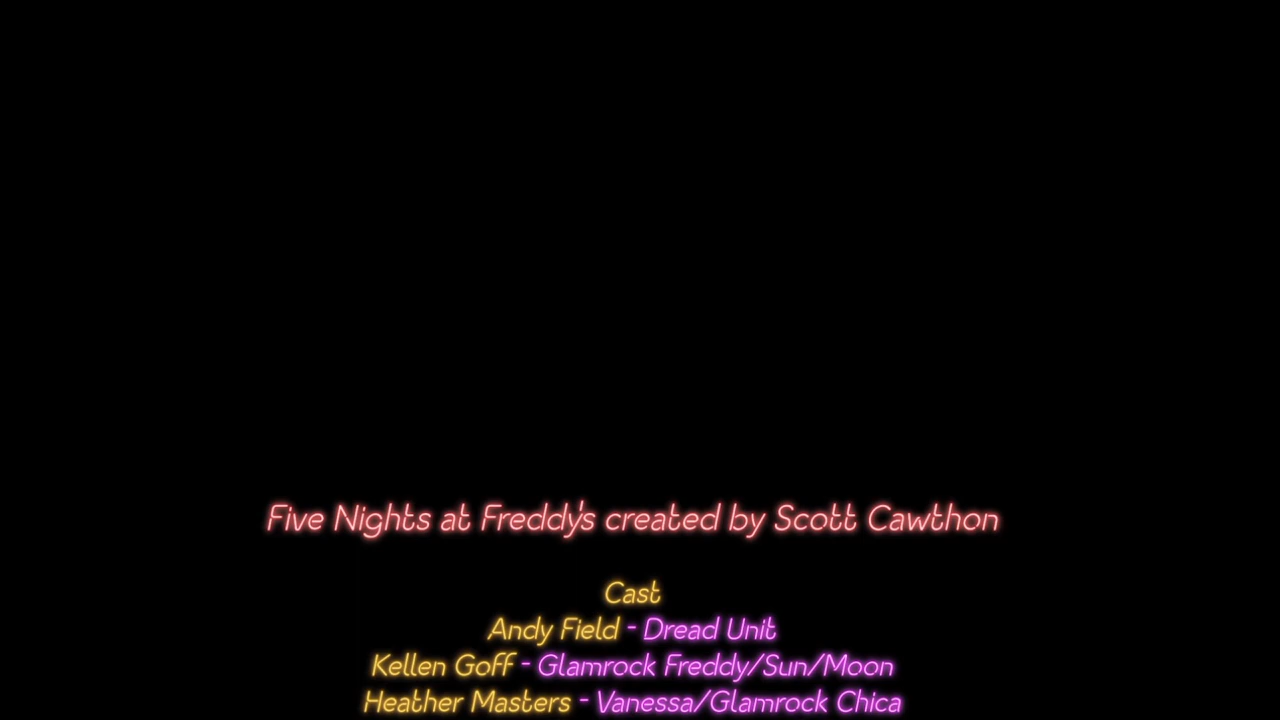 Five Nights at Freddy's created by Scott Cawthon
Cast
Andy Field - Dread Unit
Kellen Goff - Glamrock Freddy/Sun/Moon
Heather Masters - Vanessa/Glamrock Chica